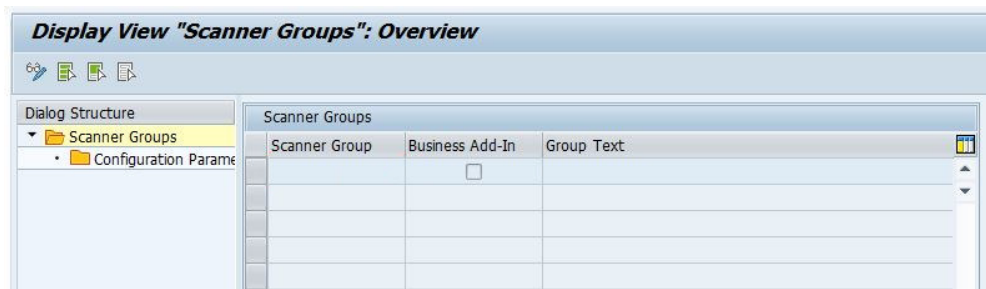 Display View "Scanner Groups": Overview
Dialog Structure
Scanner Groups
Configuration Parame
Scanner Groups
Scanner Group Business Add-In Group Text